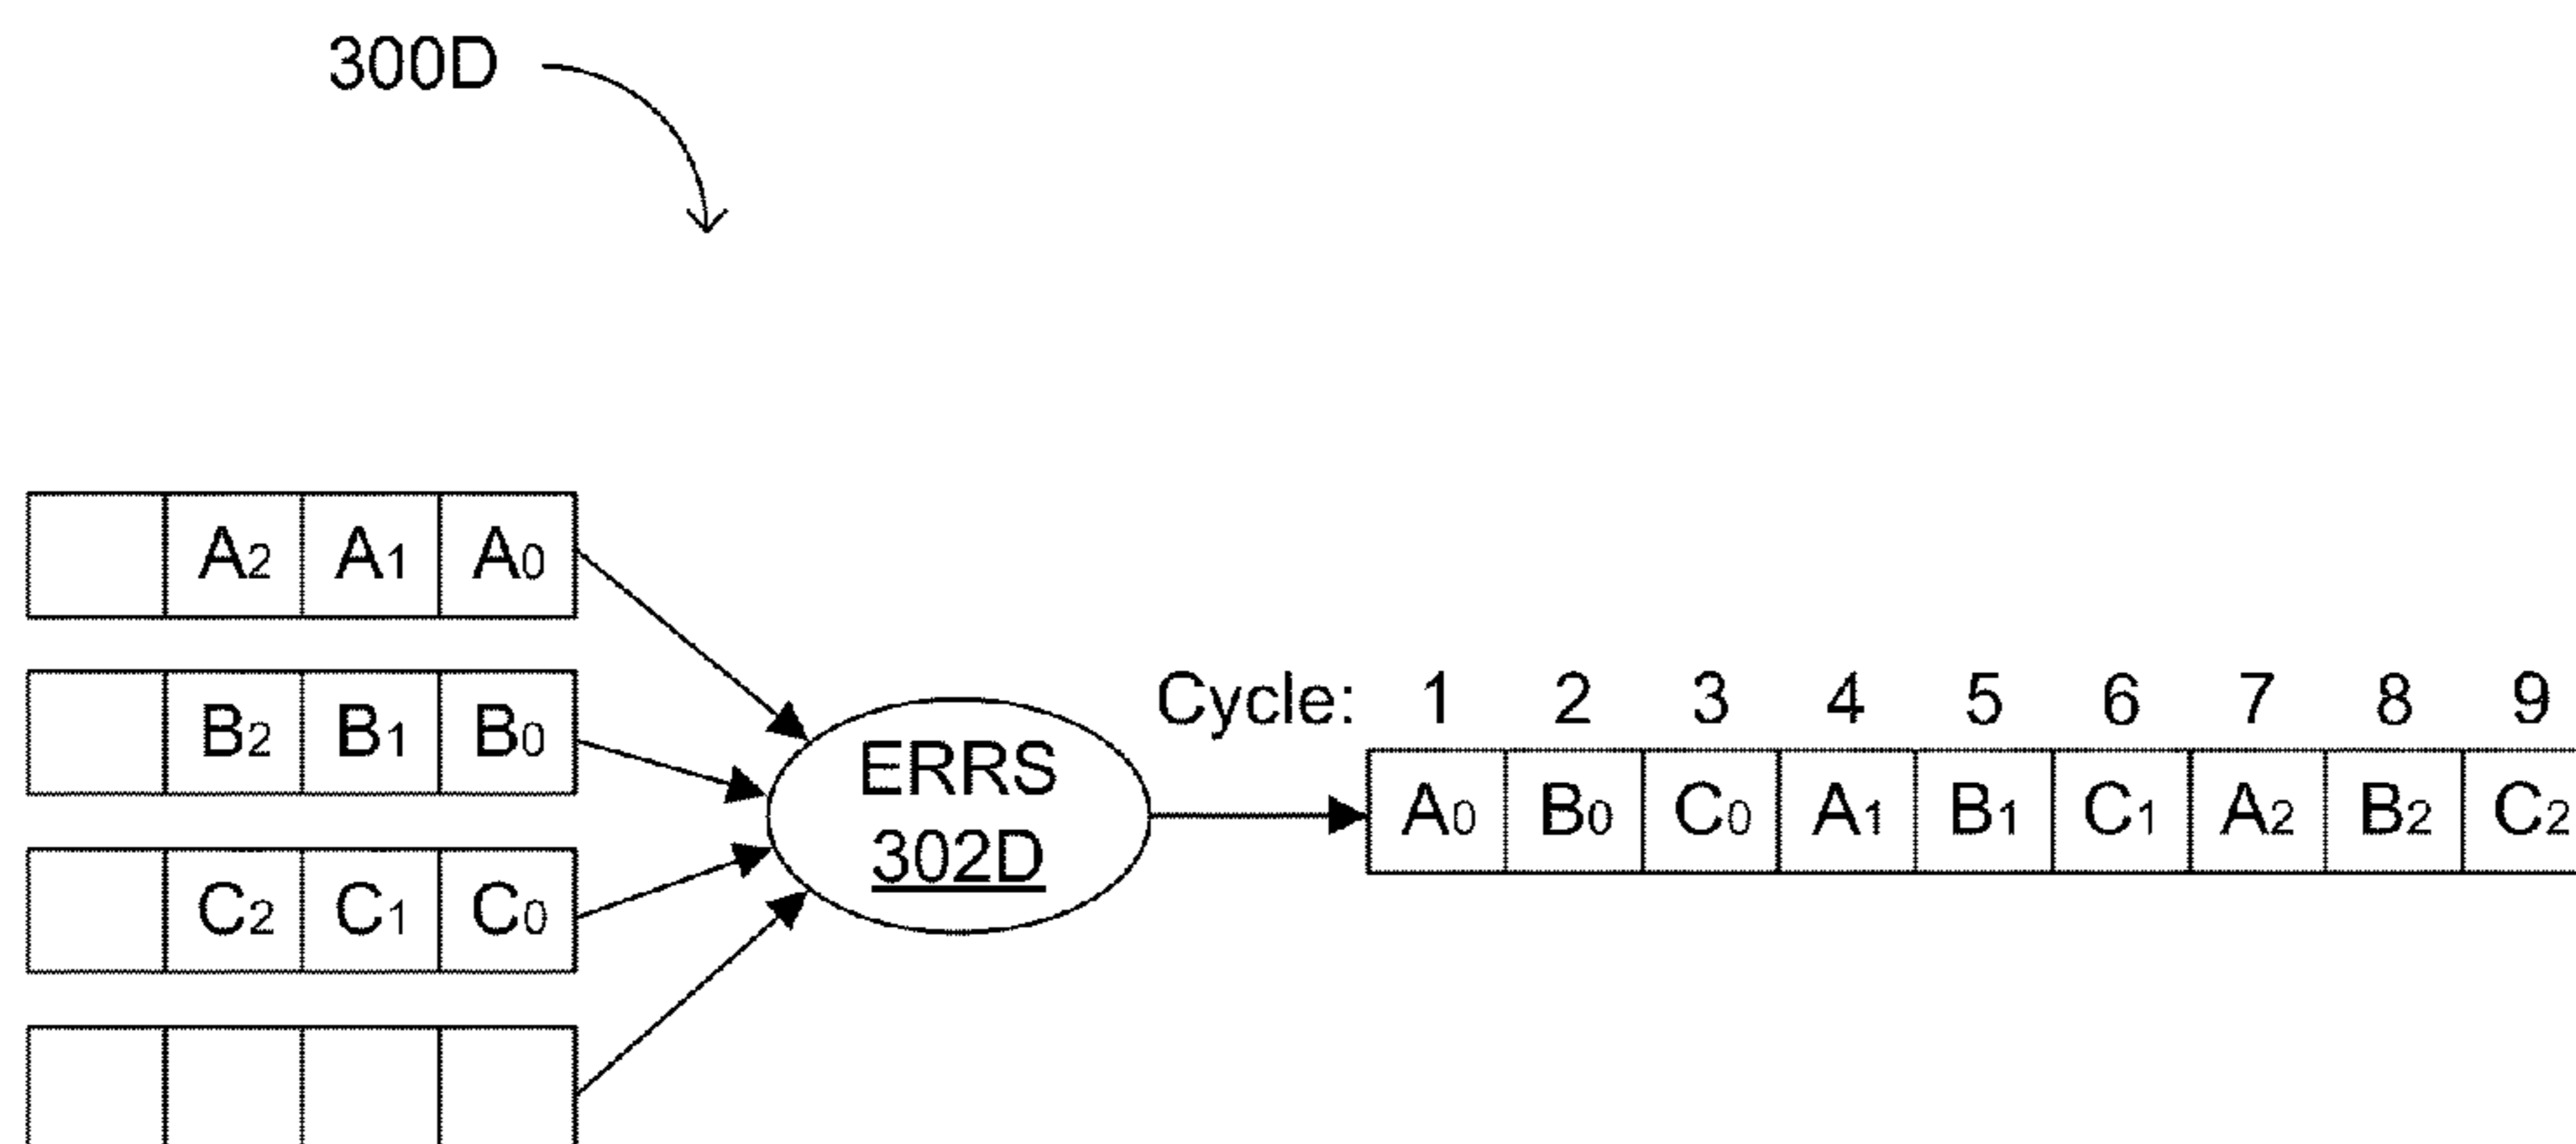 300D
A2 A1 A0
B2 B1 B0
C2 C1 C0
ERRS
302D
Cycle: 1 2 3 4 5 6 7 8 9
A0 B0 C0 A1 B1 C1 A2 B2 C2